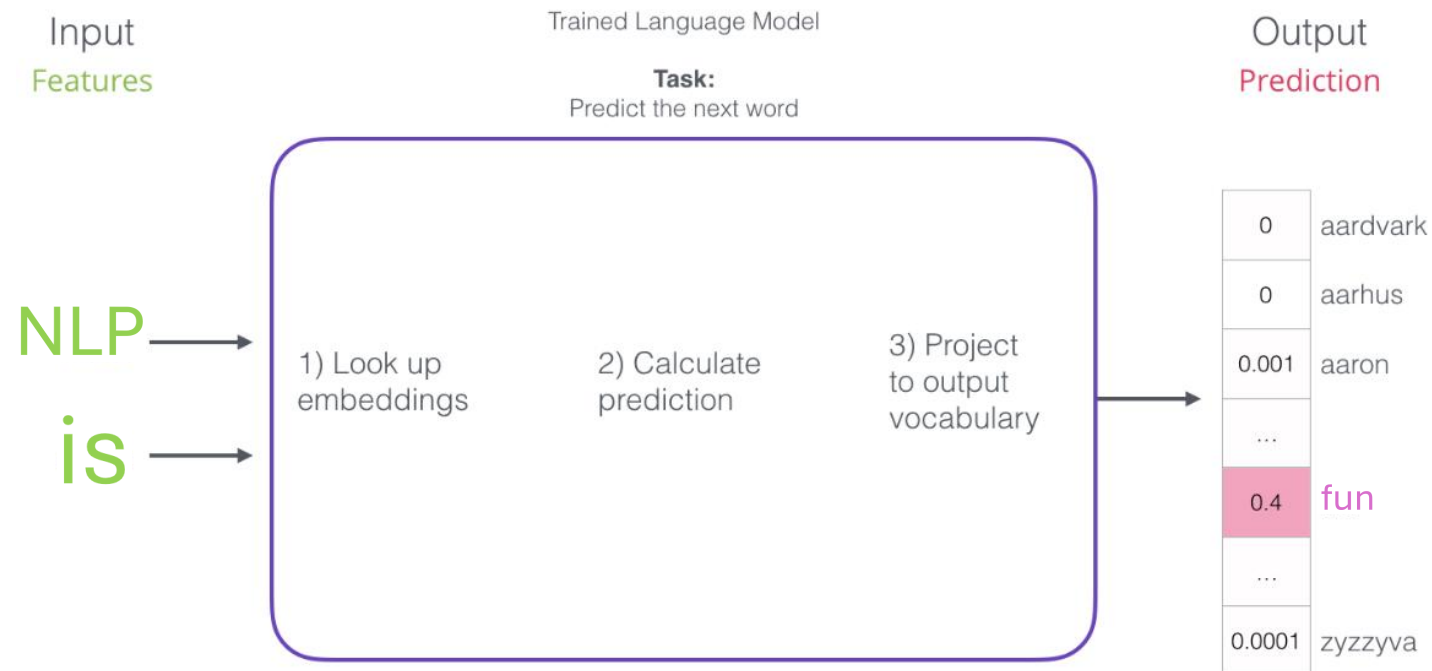 Input
Features
Trained Language Model
Task:
Predict the next word
Output
Prediction
NLP
is
1) Look up
embeddings
2) Calculate
prediction
3) Project
to output
vocabulary
0 aardvark
0 aarhus
0.001 aaron
...
0.4 fun
...
0.0001 zyzzyva